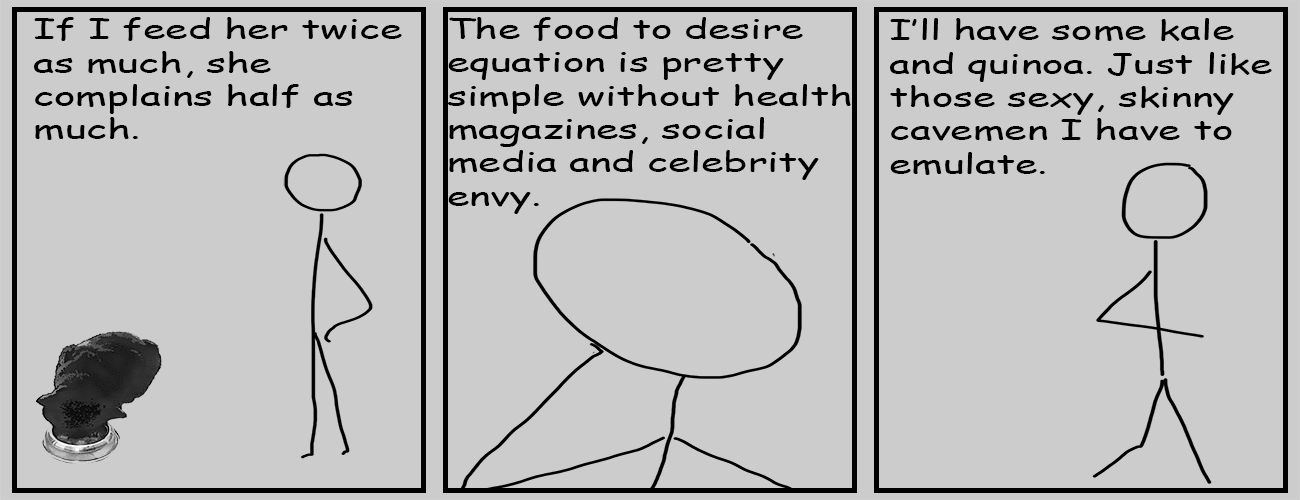 If I feed her twice
as much, she
complains half as
much.
The food to desire
equation is pretty
simple without health
magazines, social
media and celebrity
envy.
I'll have some kale
and quinoa. Just like
those sexy, skinny
cavemen I have to
emulate.